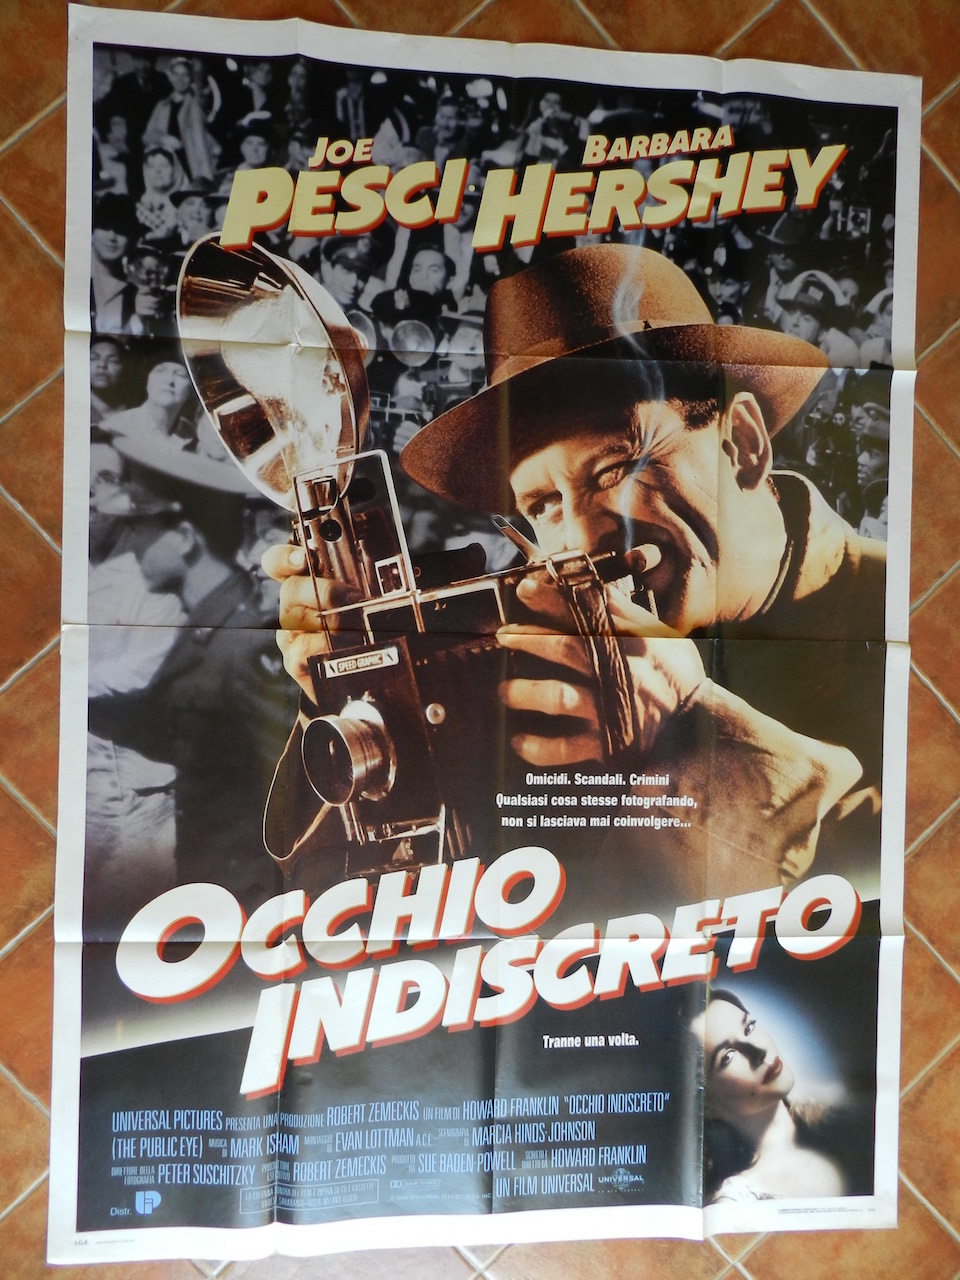 JOE BARBARA
PESCI · HERSHEY
SPEED GRAPHIC
Omicidi. Scandali. Crimini
Qualsiasi cosa stesse fotografando,
non si lasciava mai coinvolgere...
OCCHIO
INDISCRETO
Tranne una volta.
UNIVERSAL PICTURES PRESENTA UNA PRODUZIONE ROBERT ZEMECKIS UN FILM DI HOWARD FRANKLIN "OCCHIO INDISCRETO"
(THE PUBLIC EYE) MUSICA DI MARK ISHAM MONTAGGIO DI EVAN LOTTMAN A.C.E. SCENOGRAFIA DI MARCIA HINDS-JOHNSON
DIRETTORE DELLA FOTOGRAFIA PETER SUSCHITZKY PRODUTTORE ESECUTIVO ROBERT ZEMECKIS PRODOTTO DA SUE BADEN-POWELL SCRITTO E DIRETTO DA HOWARD FRANKLIN
UN FILM UNIVERSAL UNIVERSAL
Distr.